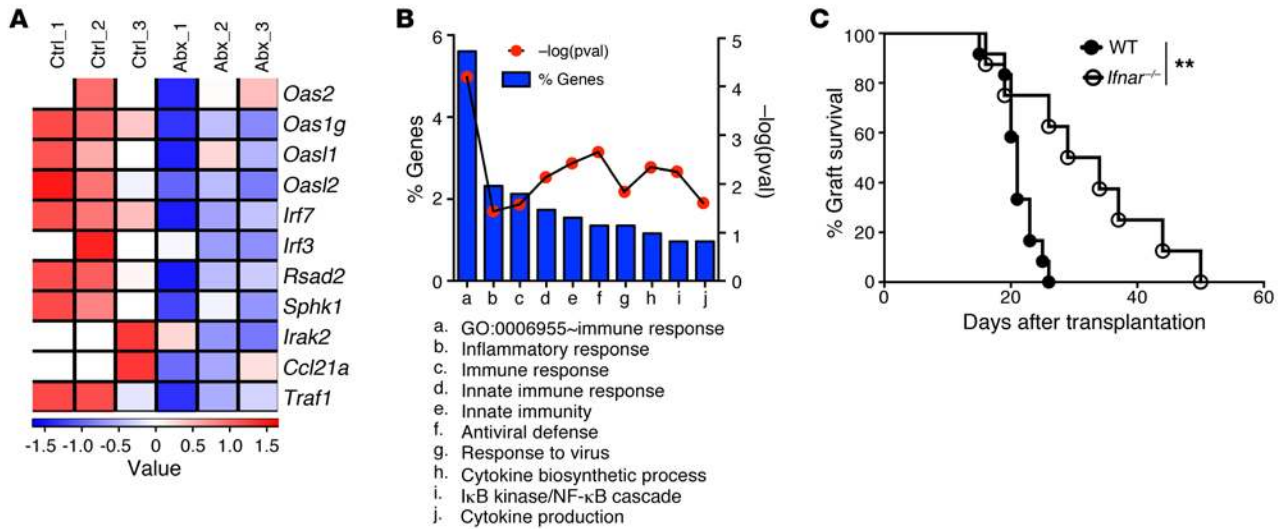 A
Ctrl_1
Ctrl_2
Ctrl_3
Abx_1
Abx_2
Abx_3
Oas2
Oas1g
Oasl1
Oasl2
Irf7
Irf3
Rsad2
Sphk1
Irak2
Ccl21a
Traf1
-1.5 -1.0 -0.5 0 0.5 1.0 1.5
Value
B
% Genes
6
4
2
0
–log(pval)
% Genes
5
4
3
2
1
0
–log(pval)
a b c d e f g h i j
a. GO:0006955~immune response
b. Inflammatory response
c. Immune response
d. Innate immune response
e. Innate immunity
f. Antiviral defense
g. Response to virus
h. Cytokine biosynthetic process
i. IκB kinase/NF-κB cascade
j. Cytokine production
C
% Graft survival
100
80
60
40
20
0
WT
Ifnar–/–
**
0 20 40 60
Days after transplantation